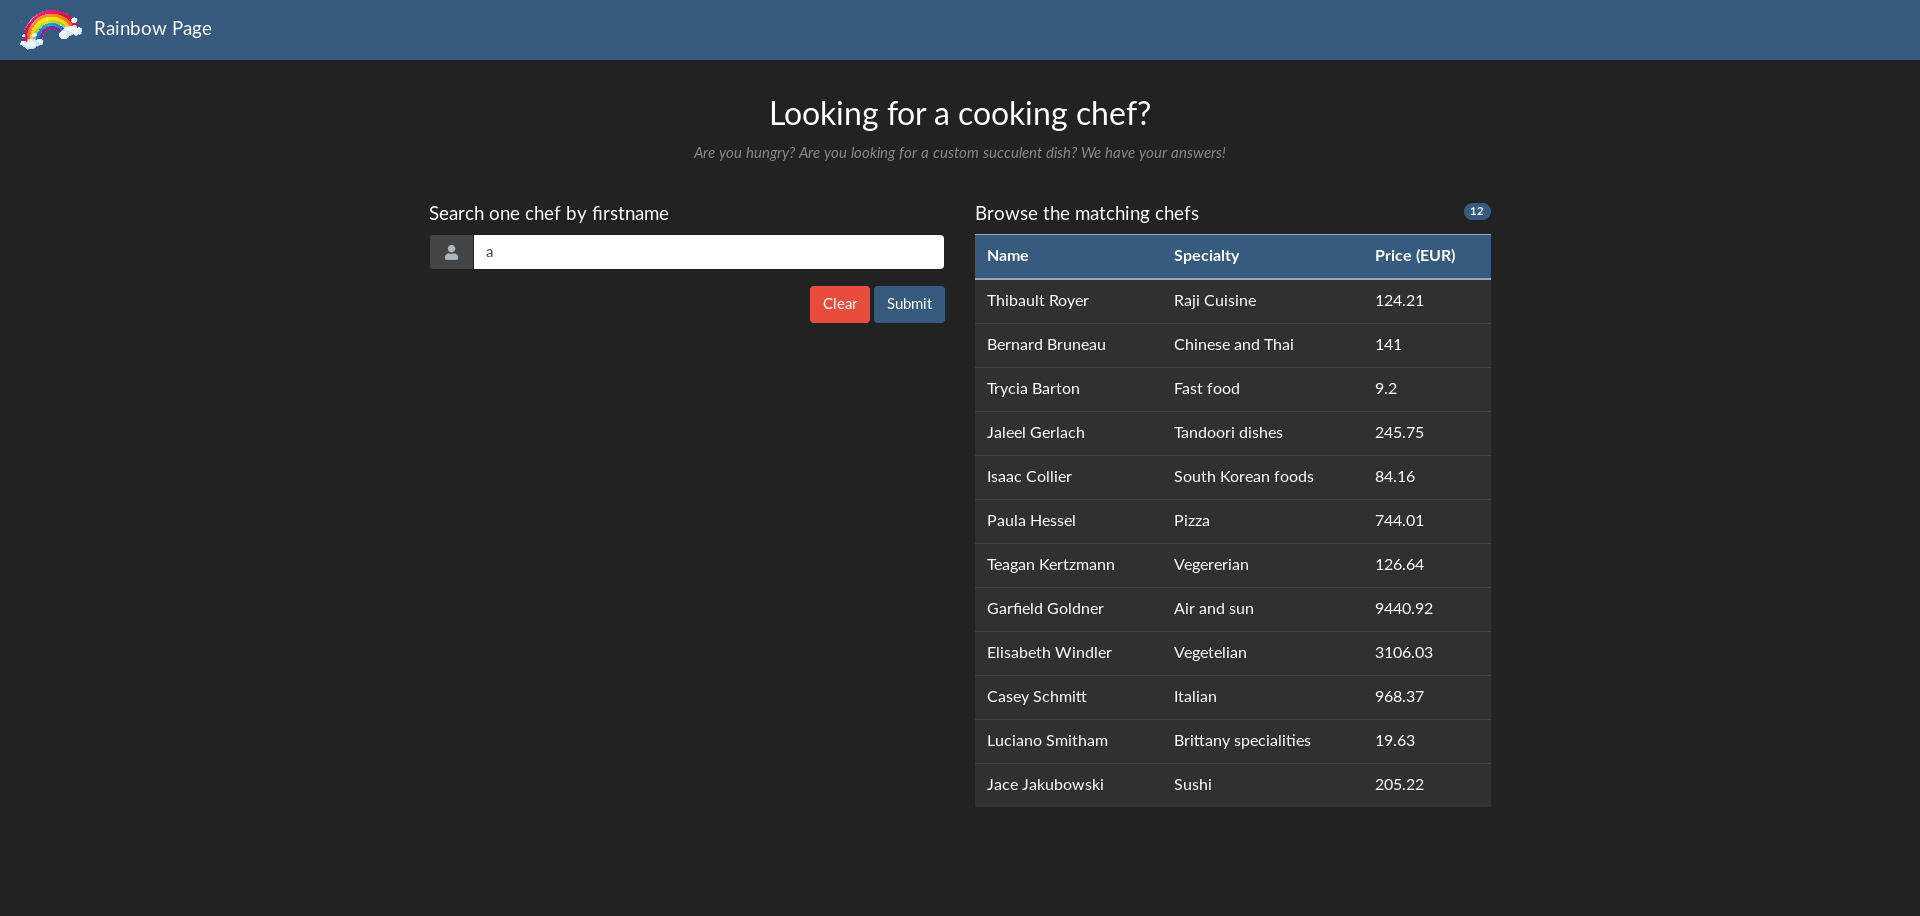 Rainbow Page
Looking for a cooking chef?
Are you hungry? Are you looking for a custom succulent dish? We have your answers!
Search one chef by firstname
a
Clear Submit
Browse the matching chefs 12
Name Specialty Price (EUR)
Thibault Royer Raji Cuisine 124.21
Bernard Bruneau Chinese and Thai 141
Trycia Barton Fast food 9.2
Jaleel Gerlach Tandoori dishes 245.75
Isaac Collier South Korean foods 84.16
Paula Hessel Pizza 744.01
Teagan Kertzmann Vegererian 126.64
Garfield Goldner Air and sun 9440.92
Elisabeth Windler Vegetelian 3106.03
Casey Schmitt Italian 968.37
Luciano Smitham Brittany specialities 19.63
Jace Jakubowski Sushi 205.22